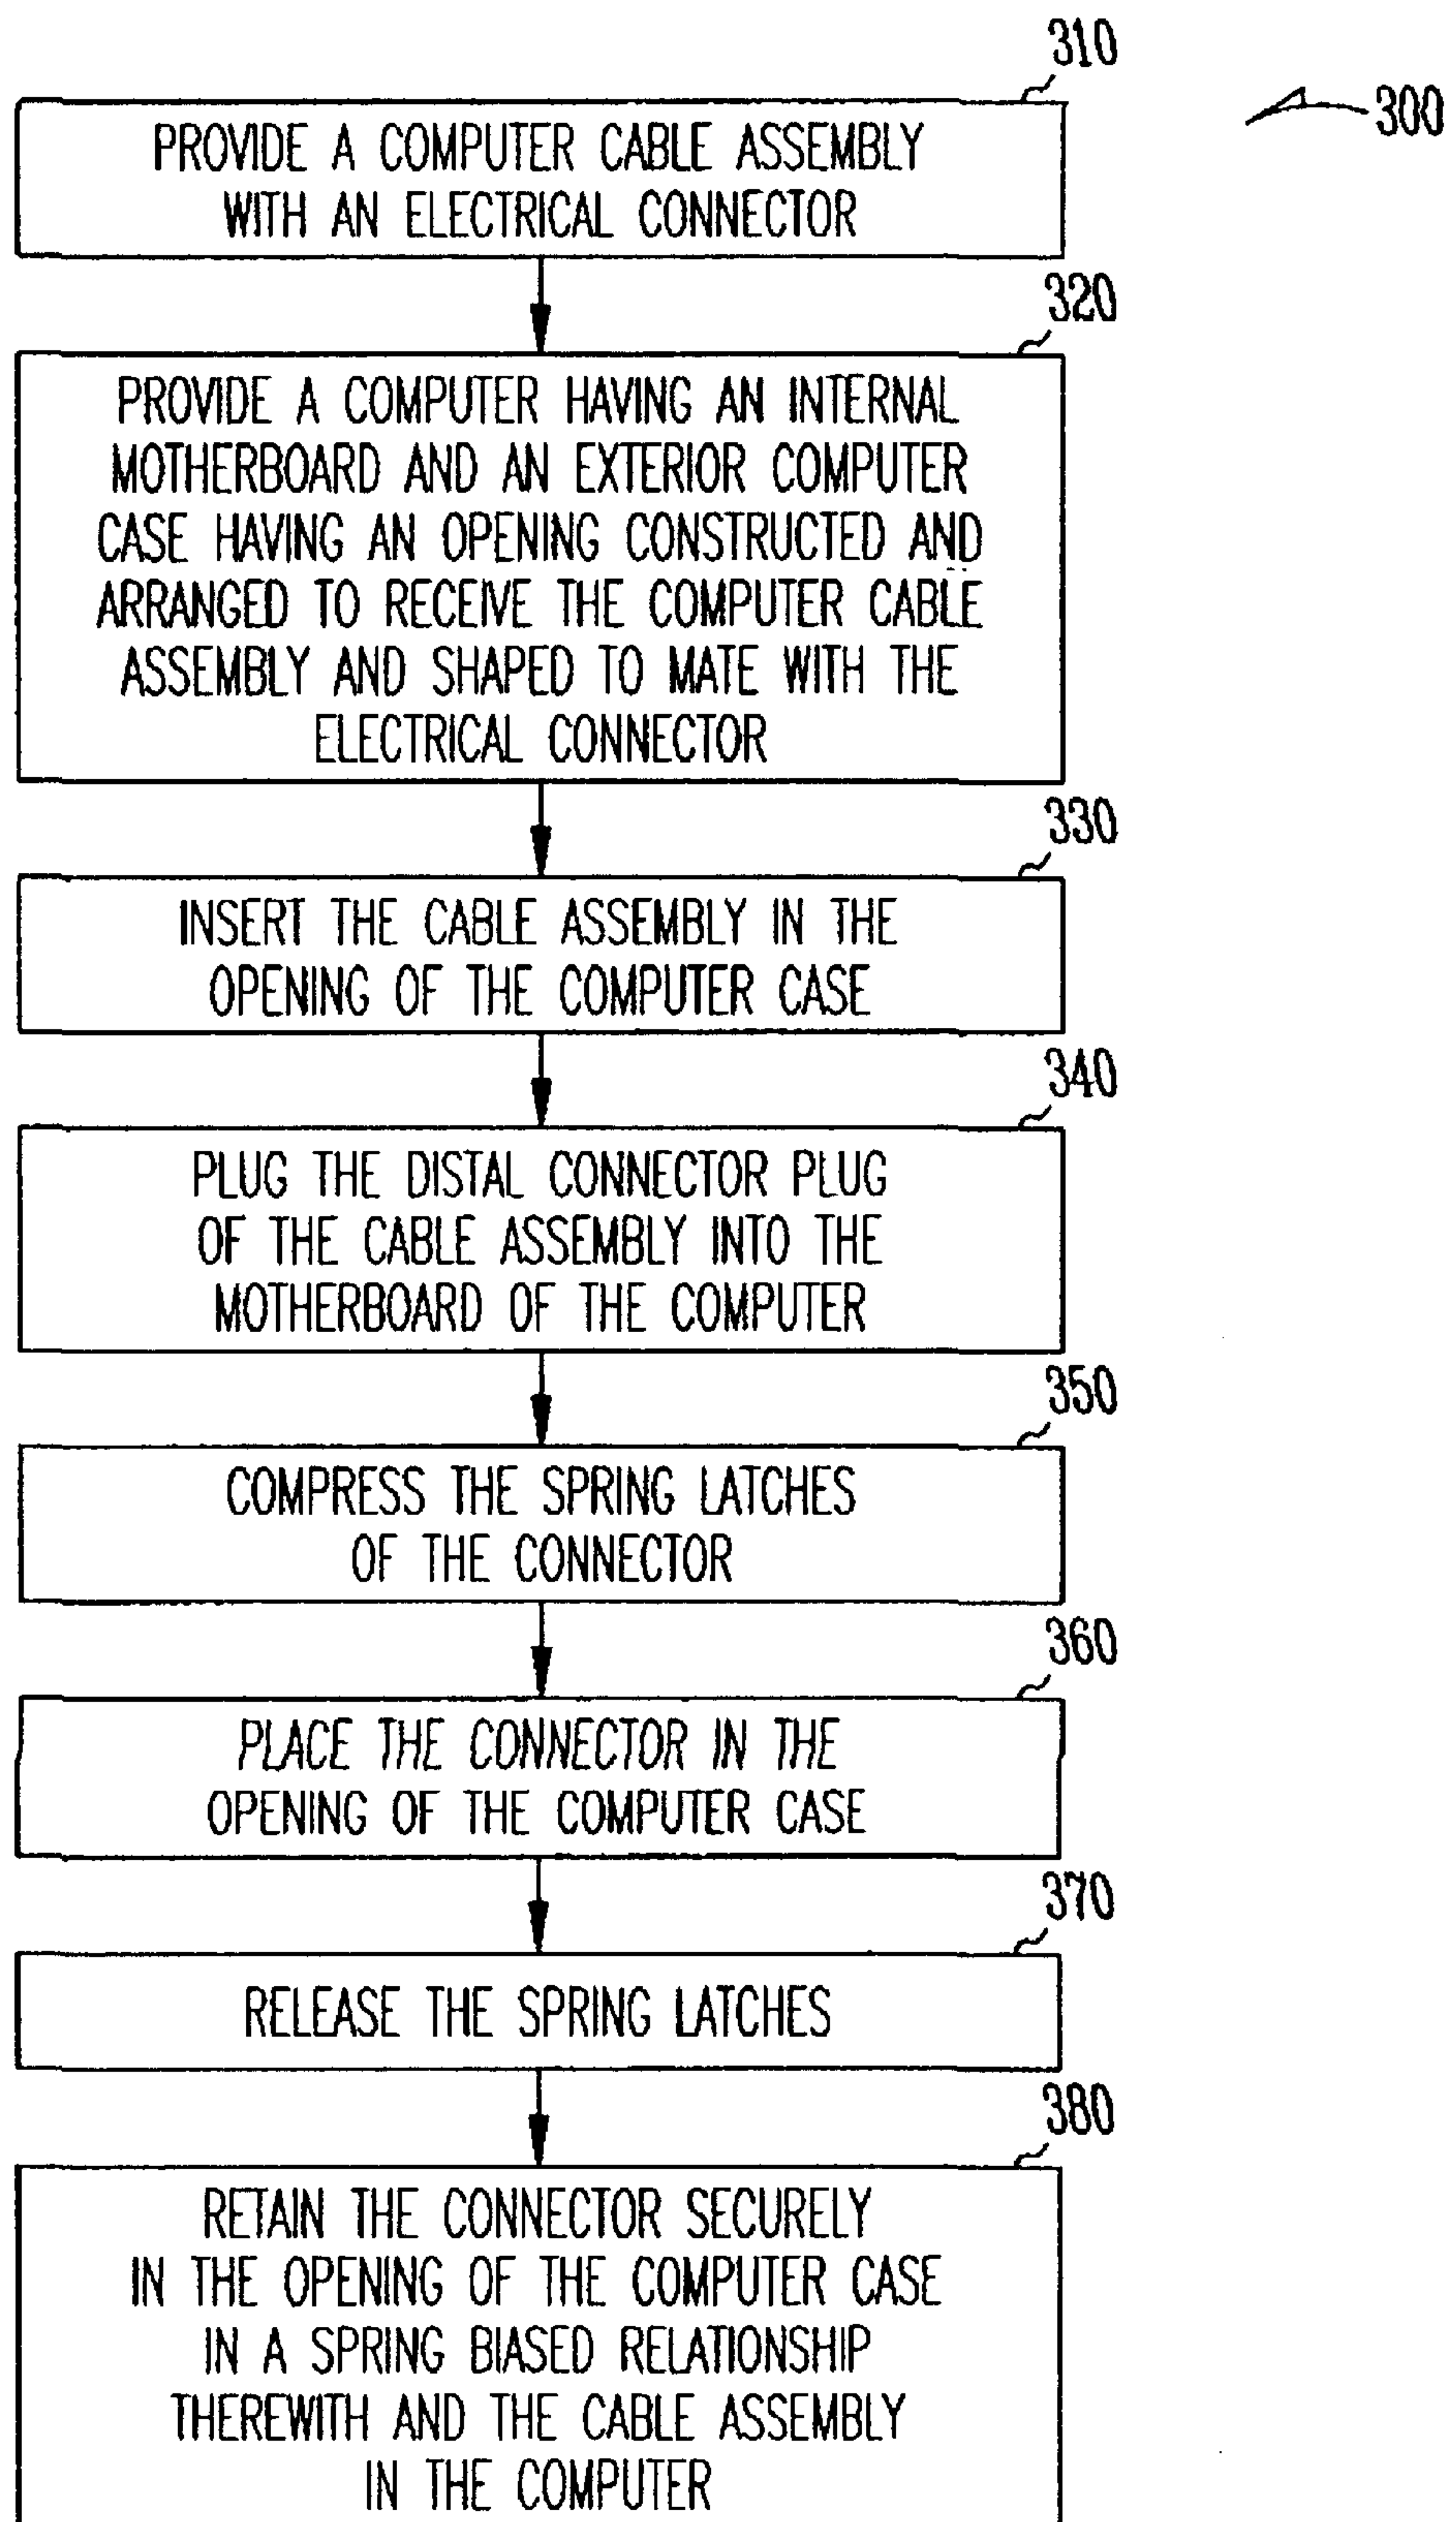 310
300
PROVIDE A COMPUTER CABLE ASSEMBLY
WITH AN ELECTRICAL CONNECTOR
320
PROVIDE A COMPUTER HAVING AN INTERNAL
MOTHERBOARD AND AN EXTERIOR COMPUTER
CASE HAVING AN OPENING CONSTRUCTED AND
ARRANGED TO RECEIVE THE COMPUTER CABLE
ASSEMBLY AND SHAPED TO MATE WITH THE
ELECTRICAL CONNECTOR
330
INSERT THE CABLE ASSEMBLY IN THE
OPENING OF THE COMPUTER CASE
340
PLUG THE DISTAL CONNECTOR PLUG
OF THE CABLE ASSEMBLY INTO THE
MOTHERBOARD OF THE COMPUTER
350
COMPRESS THE SPRING LATCHES
OF THE CONNECTOR
360
PLACE THE CONNECTOR IN THE
OPENING OF THE COMPUTER CASE
370
RELEASE THE SPRING LATCHES
380
RETAIN THE CONNECTOR SECURELY
IN THE OPENING OF THE COMPUTER CASE
IN A SPRING BIASED RELATIONSHIP
THEREWITH AND THE CABLE ASSEMBLY
IN THE COMPUTER